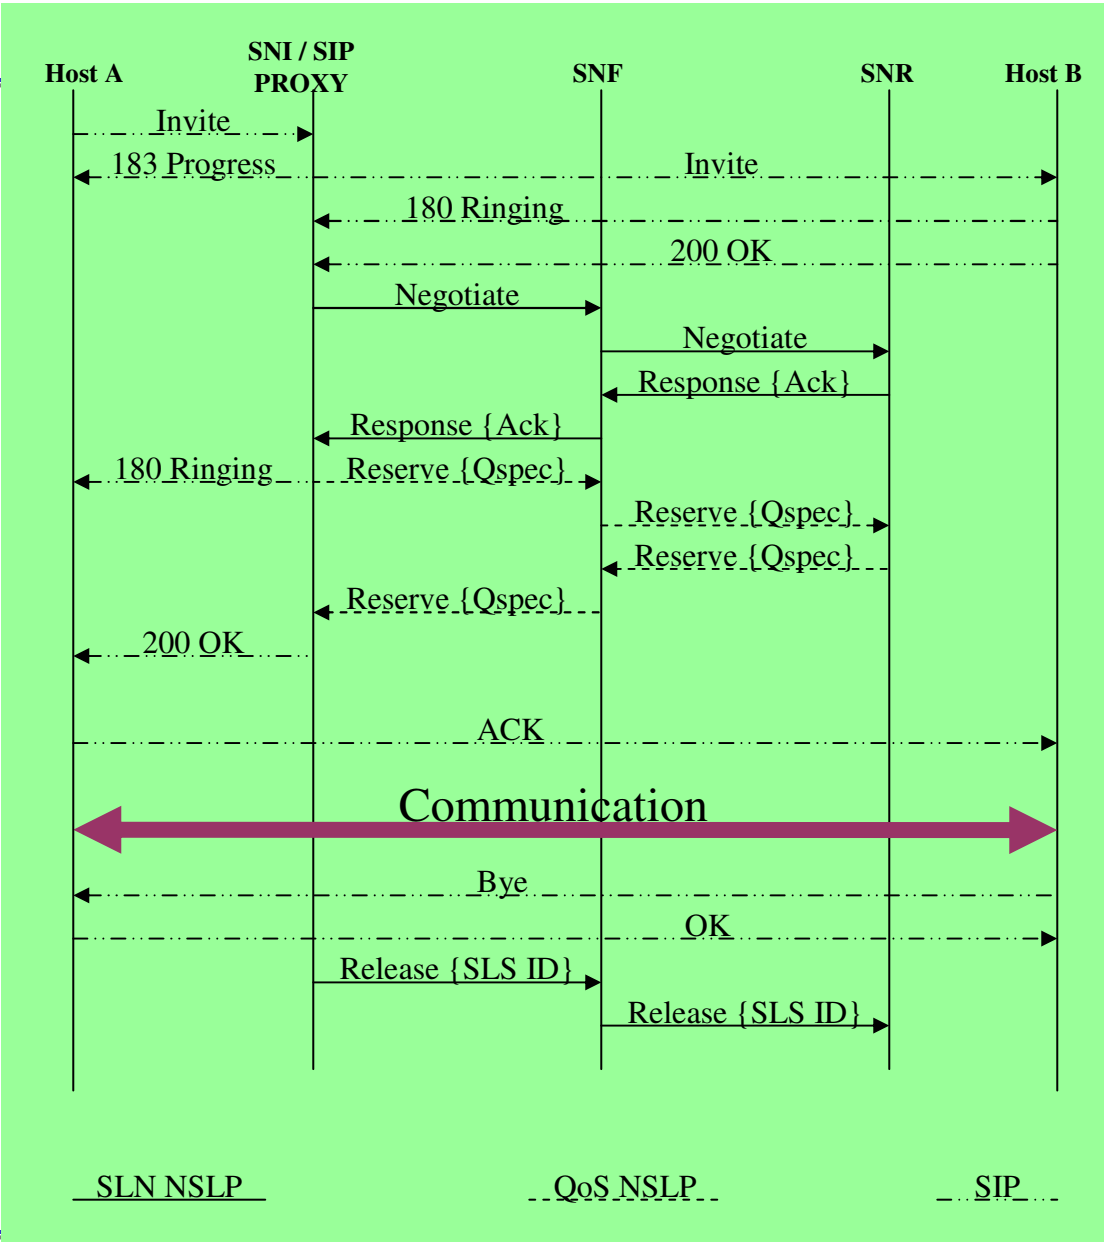 Host A
SNI / SIP
PROXY
SNF
SNR
Host B
Invite
183 Progress
Invite
180 Ringing
200 OK
Negotiate
Negotiate
Response {Ack}
Response {Ack}
180 Ringing
Reserve {Qspec}
Reserve {Qspec}
Reserve {Qspec}
Reserve {Qspec}
200 OK
ACK
Communication
Bye
OK
Release {SLS ID}
Release {SLS ID}
SLN NSLP
QoS NSLP
SIP